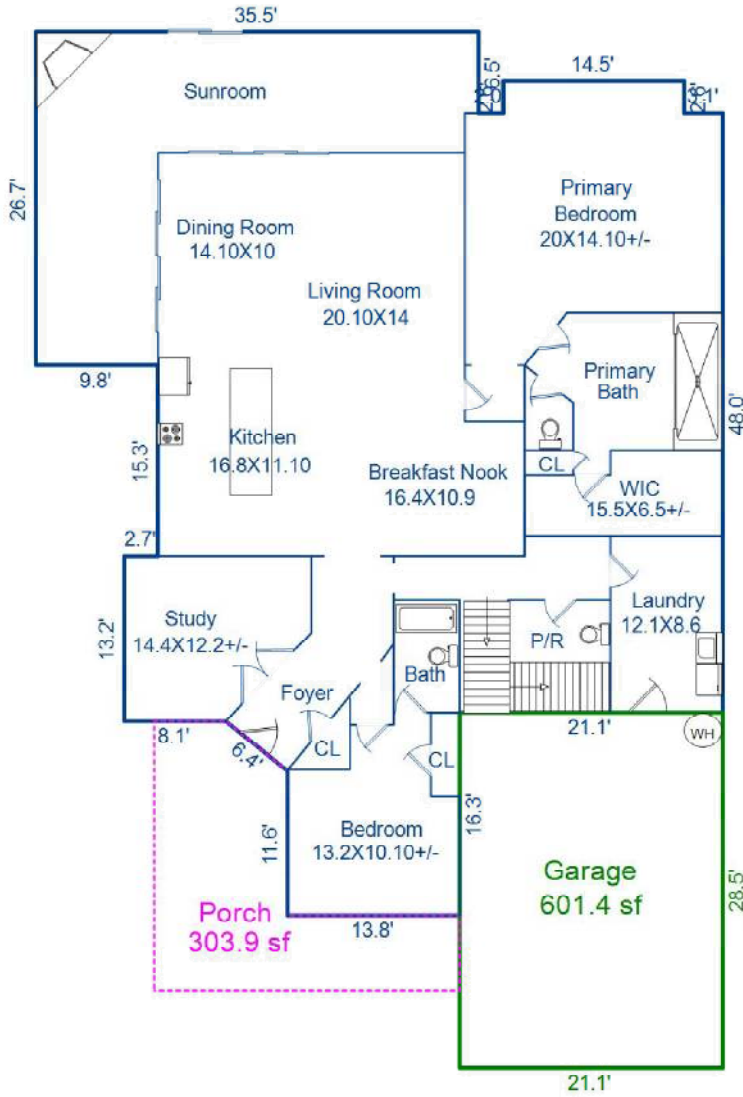 35.5'
Sunroom
6.5'
14.5'
26.7'
Primary
Bedroom
20X14.10+/-
Dining Room
14.10X10
Living Room
20.10X14
9.8'
Primary
Bath
48.0'
15.3'
Kitchen
16.8X11.10
Breakfast Nook
16.4X10.9
CL
WIC
15.5X6.5+/-
2.7'
13.2'
Study
14.4X12.2+/-
Laundry
12.1X8.6
P/R
Bath
Foyer
8.1'
6.4'
CL
CL
21.1'
WH
11.6'
16.3'
Bedroom
13.2X10.10+/-
Garage
601.4 sf
28.5'
Porch
303.9 sf
13.8'
21.1'